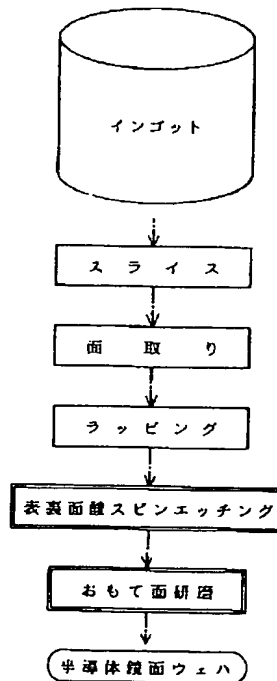 インゴット
スライス
面取り
ラッピング
表裏面酸スピンエッチング
おもて面研磨
半導体鏡面ウェハ